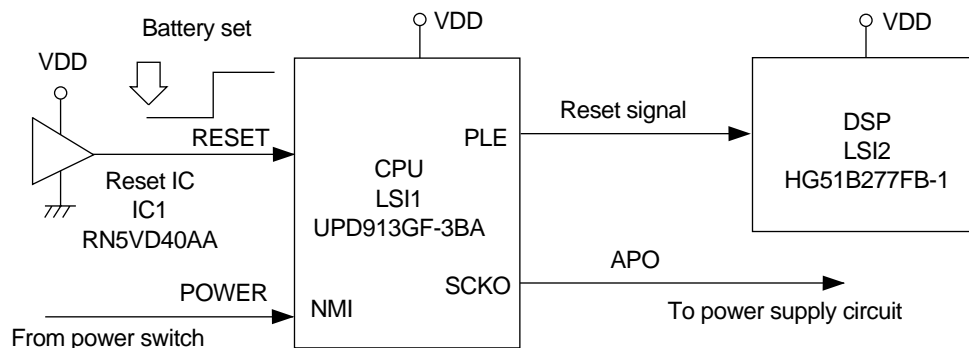 Battery set
VDD
VDD
VDD
RESET
Reset IC
IC1
RN5VD40AA
CPU
LSI1
UPD913GF-3BA
PLE
Reset signal
DSP
LSI2
HG51B277FB-1
POWER
From power switch
NMI
SCKO
APO
To power supply circuit